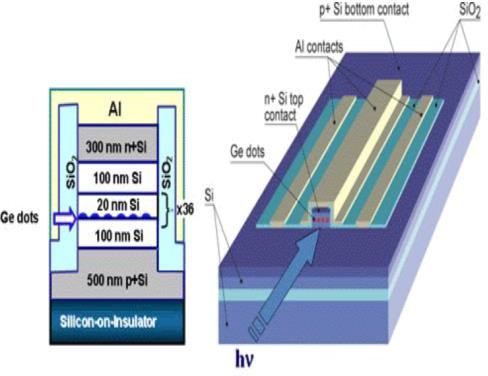 Al
SiO₂
SiO₂
300 nm n+Si
100 nm Si
20 nm Si
x36
Ge dots
100 nm Si
500 nm p+Si
Silicon-on-Insulator
p+ Si bottom contact
SiO₂
Al contacts
n+ Si top
contact
Ge dots
Si
hν